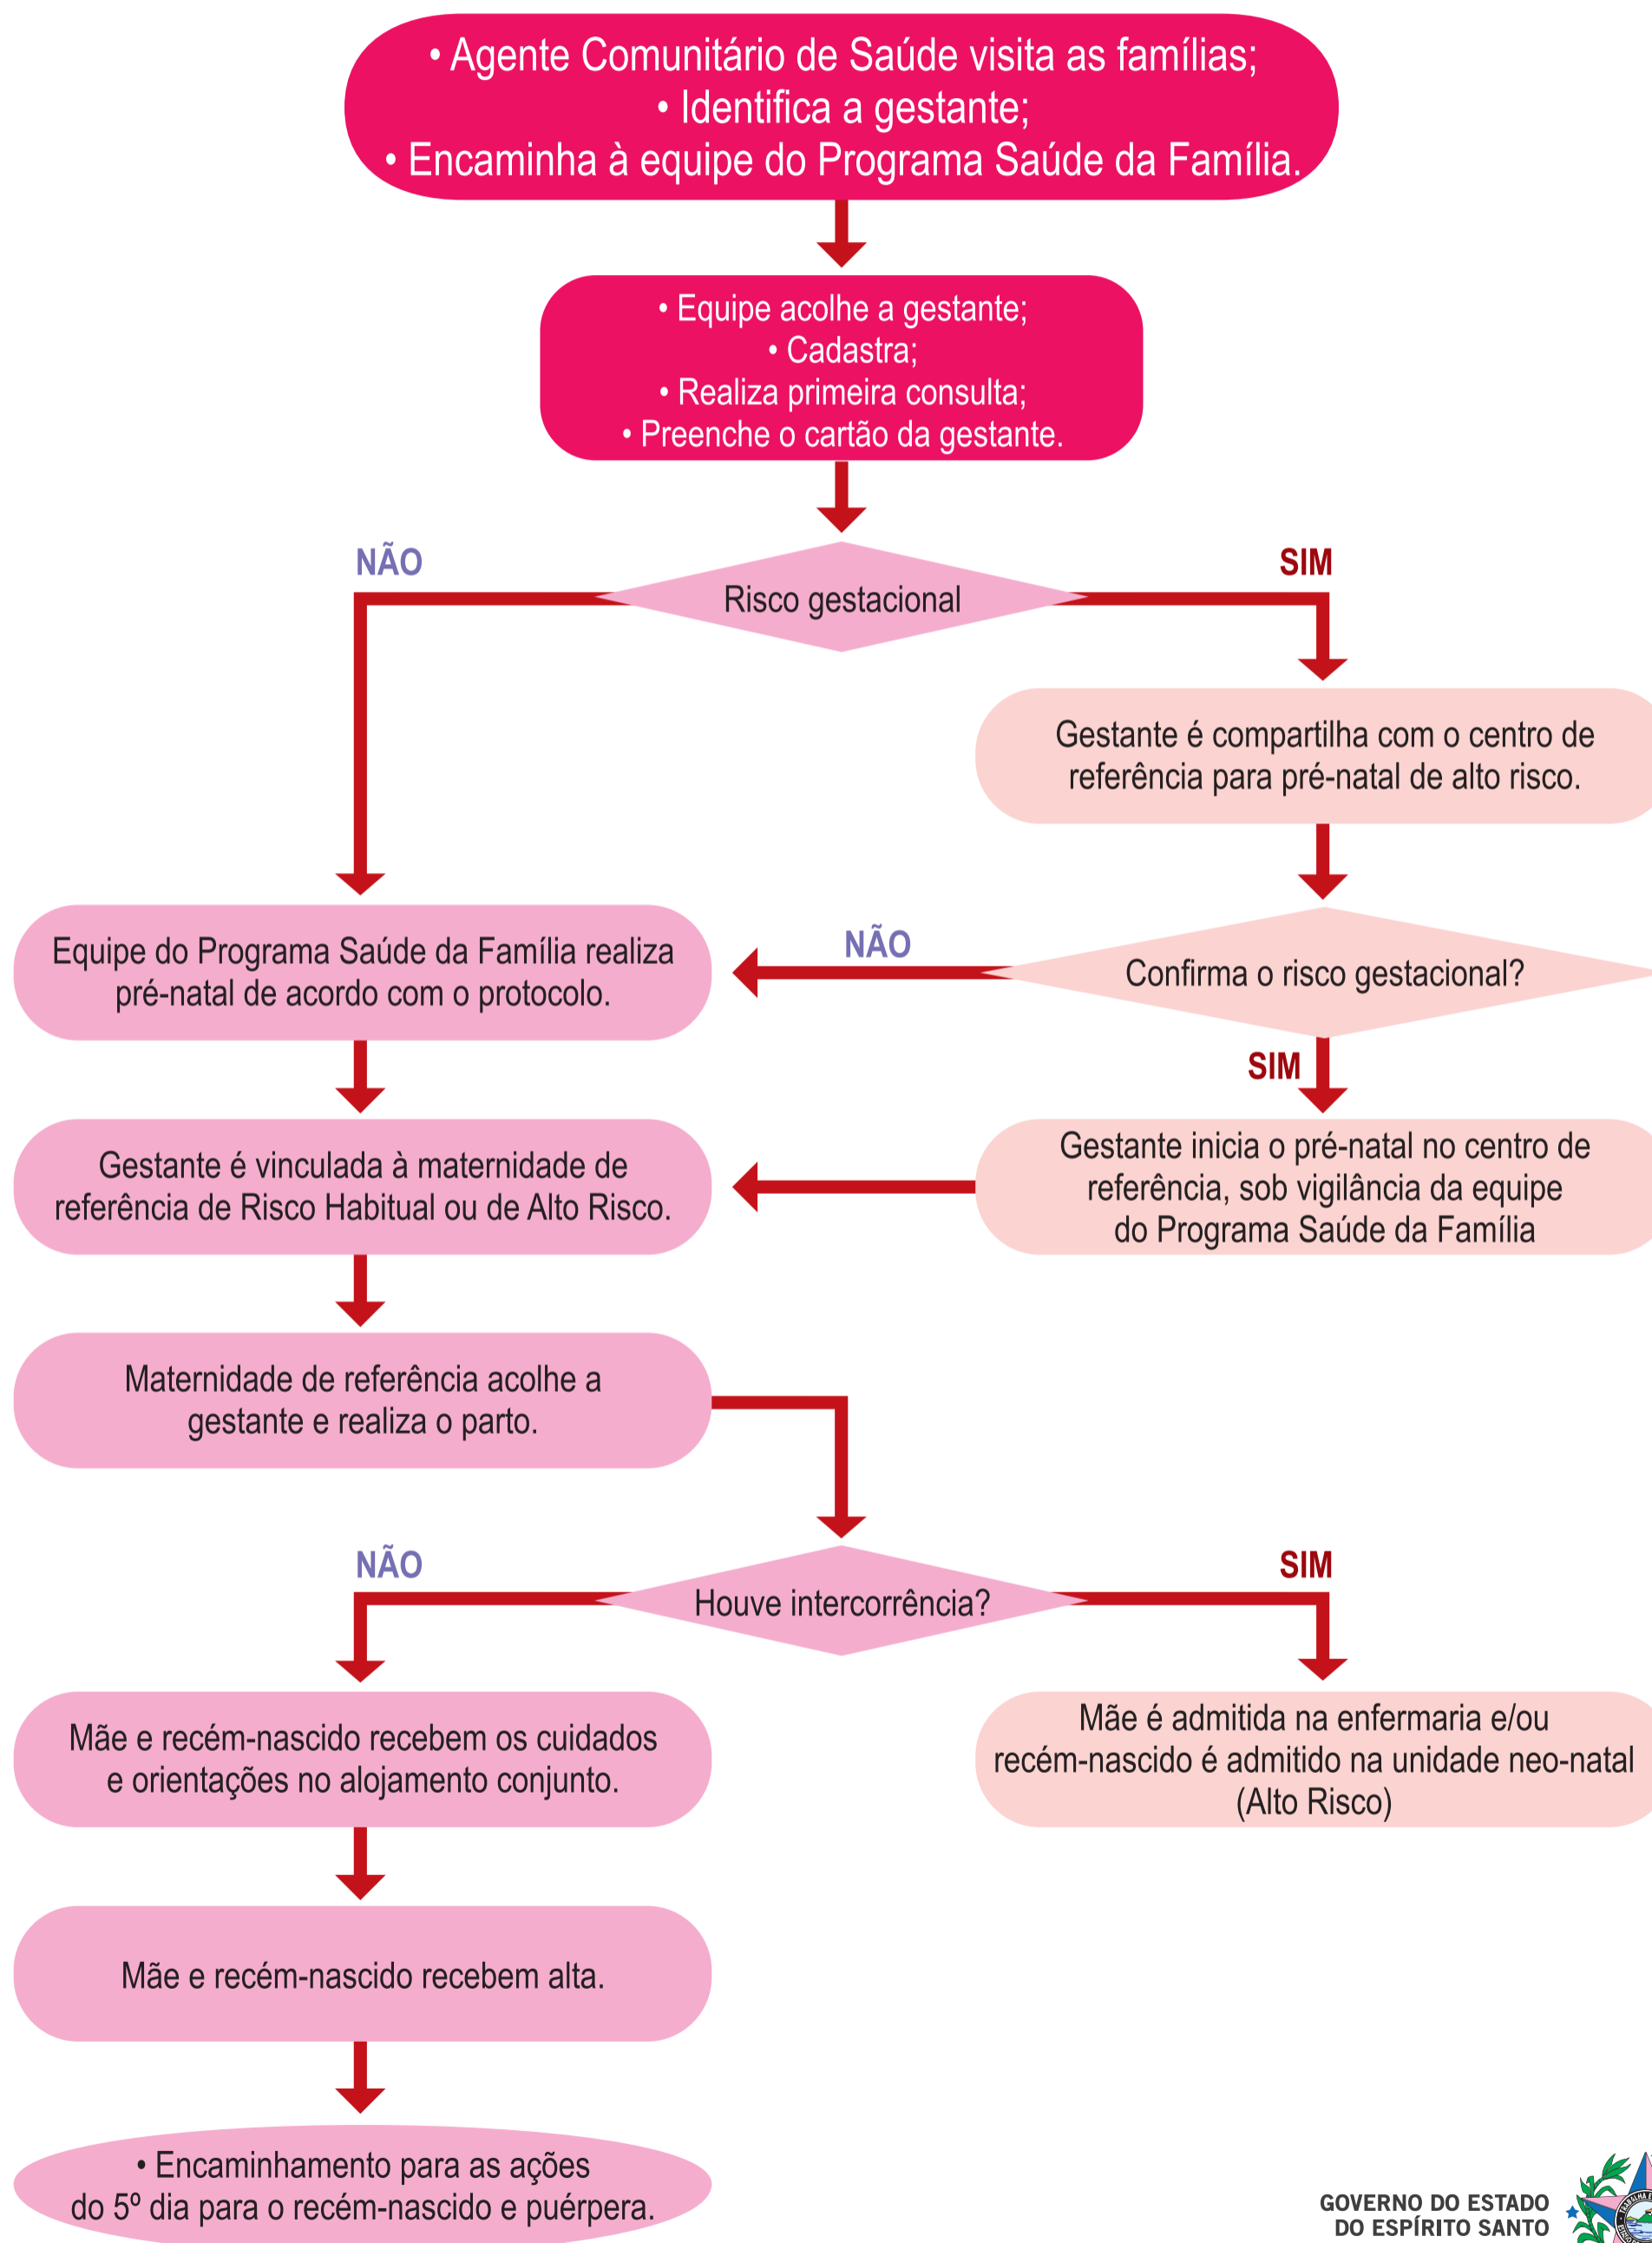 • Agente Comunitário de Saúde visita as famílias;
• Identifica a gestante;
• Encaminha à equipe do Programa Saúde da Família.
• Equipe acolhe a gestante;
• Cadastra;
• Realiza primeira consulta;
• Preenche o cartão da gestante.
NÃO
SIM
Risco gestacional
Gestante é compartilha com o centro de
referência para pré-natal de alto risco.
Equipe do Programa Saúde da Família realiza
pré-natal de acordo com o protocolo.
NÃO
Confirma o risco gestacional?
SIM
Gestante é vinculada à maternidade de
referência de Risco Habitual ou de Alto Risco.
Gestante inicia o pré-natal no centro de
referência, sob vigilância da equipe
do Programa Saúde da Família
Maternidade de referência acolhe a
gestante e realiza o parto.
NÃO
SIM
Houve intercorrência?
Mãe e recém-nascido recebem os cuidados
e orientações no alojamento conjunto.
Mãe é admitida na enfermaria e/ou
recém-nascido é admitido na unidade neo-natal
(Alto Risco)
Mãe e recém-nascido recebem alta.
• Encaminhamento para as ações
do 5º dia para o recém-nascido e puérpera.
GOVERNO DO ESTADO
DO ESPÍRITO SANTO